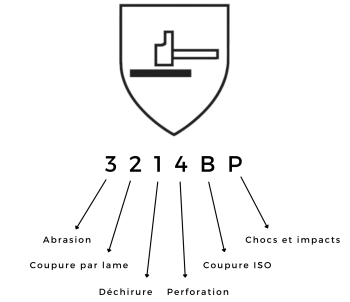 3 2 1 4 B P
Abrasion
Chocs et impacts
Coupure par lame
Coupure ISO
Déchirure
Perforation